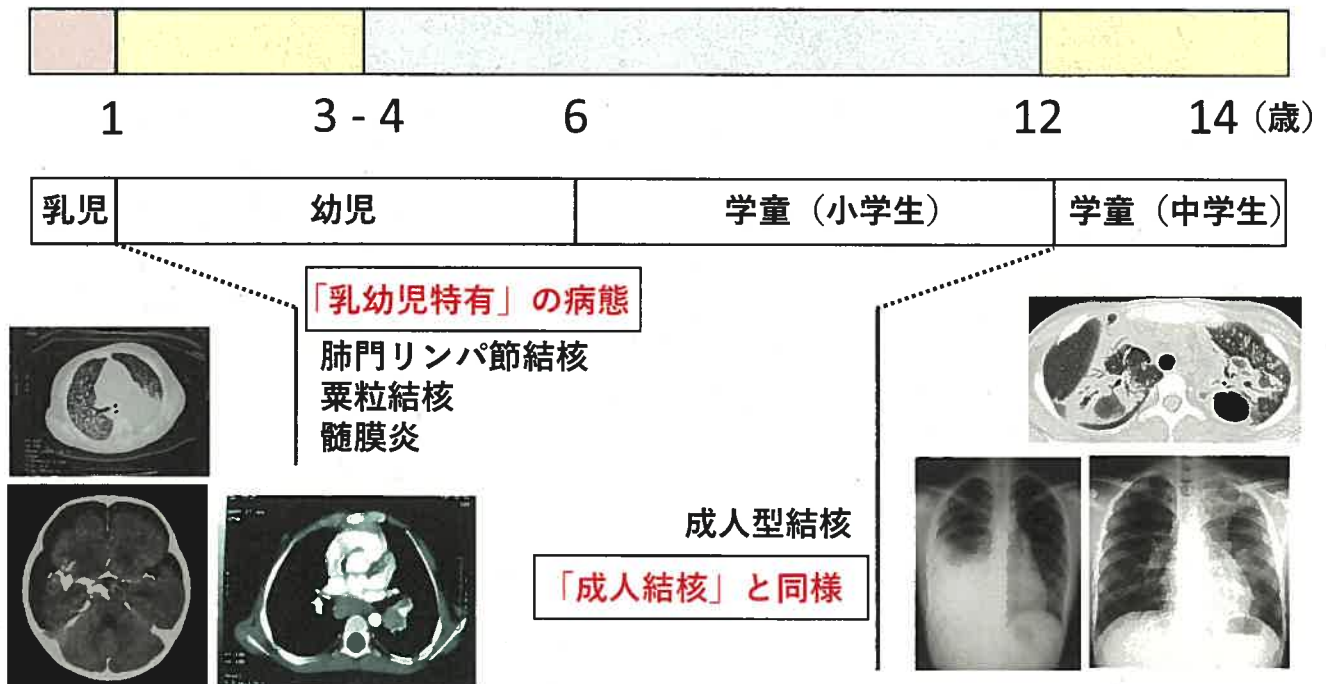 1 3 - 4 6 12 14（歳）
乳児 幼児 学童（小学生） 学童（中学生）
「乳幼児特有」の病態
肺門リンパ節結核
粟粒結核
髄膜炎
成人型結核
「成人結核」と同様